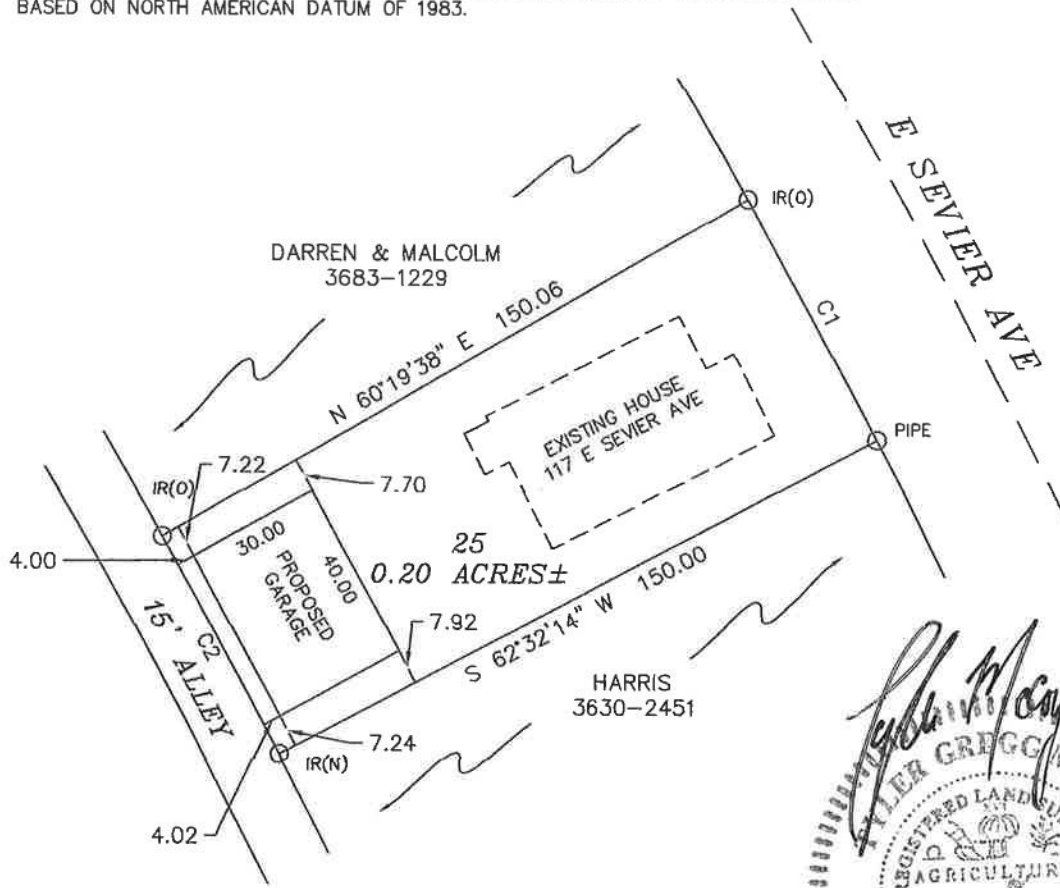 BASED ON NORTH AMERICAN DATUM OF 1983.
E SEVIER AVE
IR(O)
DARREN & MALCOLM
3683-1229
N 60°19'38" E 150.06
C1
EXISTING HOUSE
117 E SEVIER AVE
PIPE
7.22
IR(O)
7.70
4.00
30.00
40.00
PROPOSED
GARAGE
25
0.20 ACRES±
S 62°32'14" W 150.00
15' ALLEY
C2
7.92
HARRIS
3630-2451
7.24
IR(N)
4.02
TYLER GREGG
REGISTERED LAND
AGRICULTUR